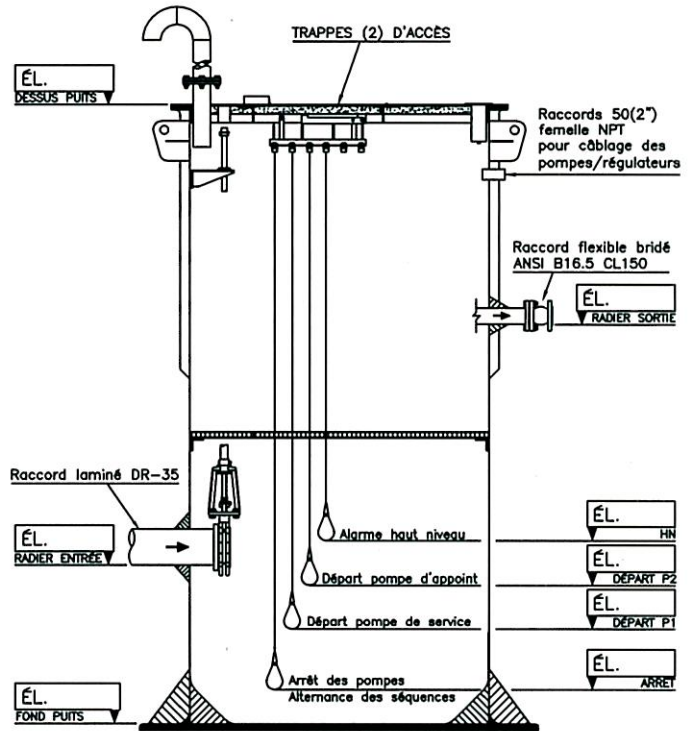 TRAPPES (2) D'ACCÈS
ÉL.
DESSUS PUITS
Raccords 50(2")
femelle NPT
pour câblage des
pompes/régulateurs
Raccord flexible bridé
ANSI B16.5 CL150
ÉL.
RADIER SORTIE
Raccord laminé DR-35
ÉL.
RADIER ENTRÉE
Alarme haut niveau
ÉL.
HN
Départ pompe d'appoint
ÉL.
DÉPART P2
Départ pompe de service
ÉL.
DÉPART P1
Arrêt des pompes
Alternance des séquences
ÉL.
ARRET
ÉL.
FOND PUITS